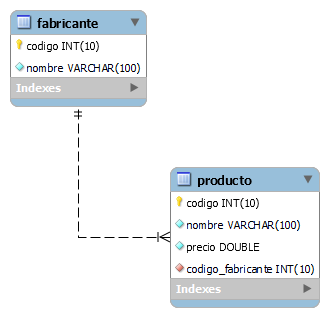 fabricante
codigo INT(10)
nombre VARCHAR(100)
Indexes
producto
codigo INT(10)
nombre VARCHAR(100)
precio DOUBLE
codigo_fabricante INT(10)
Indexes